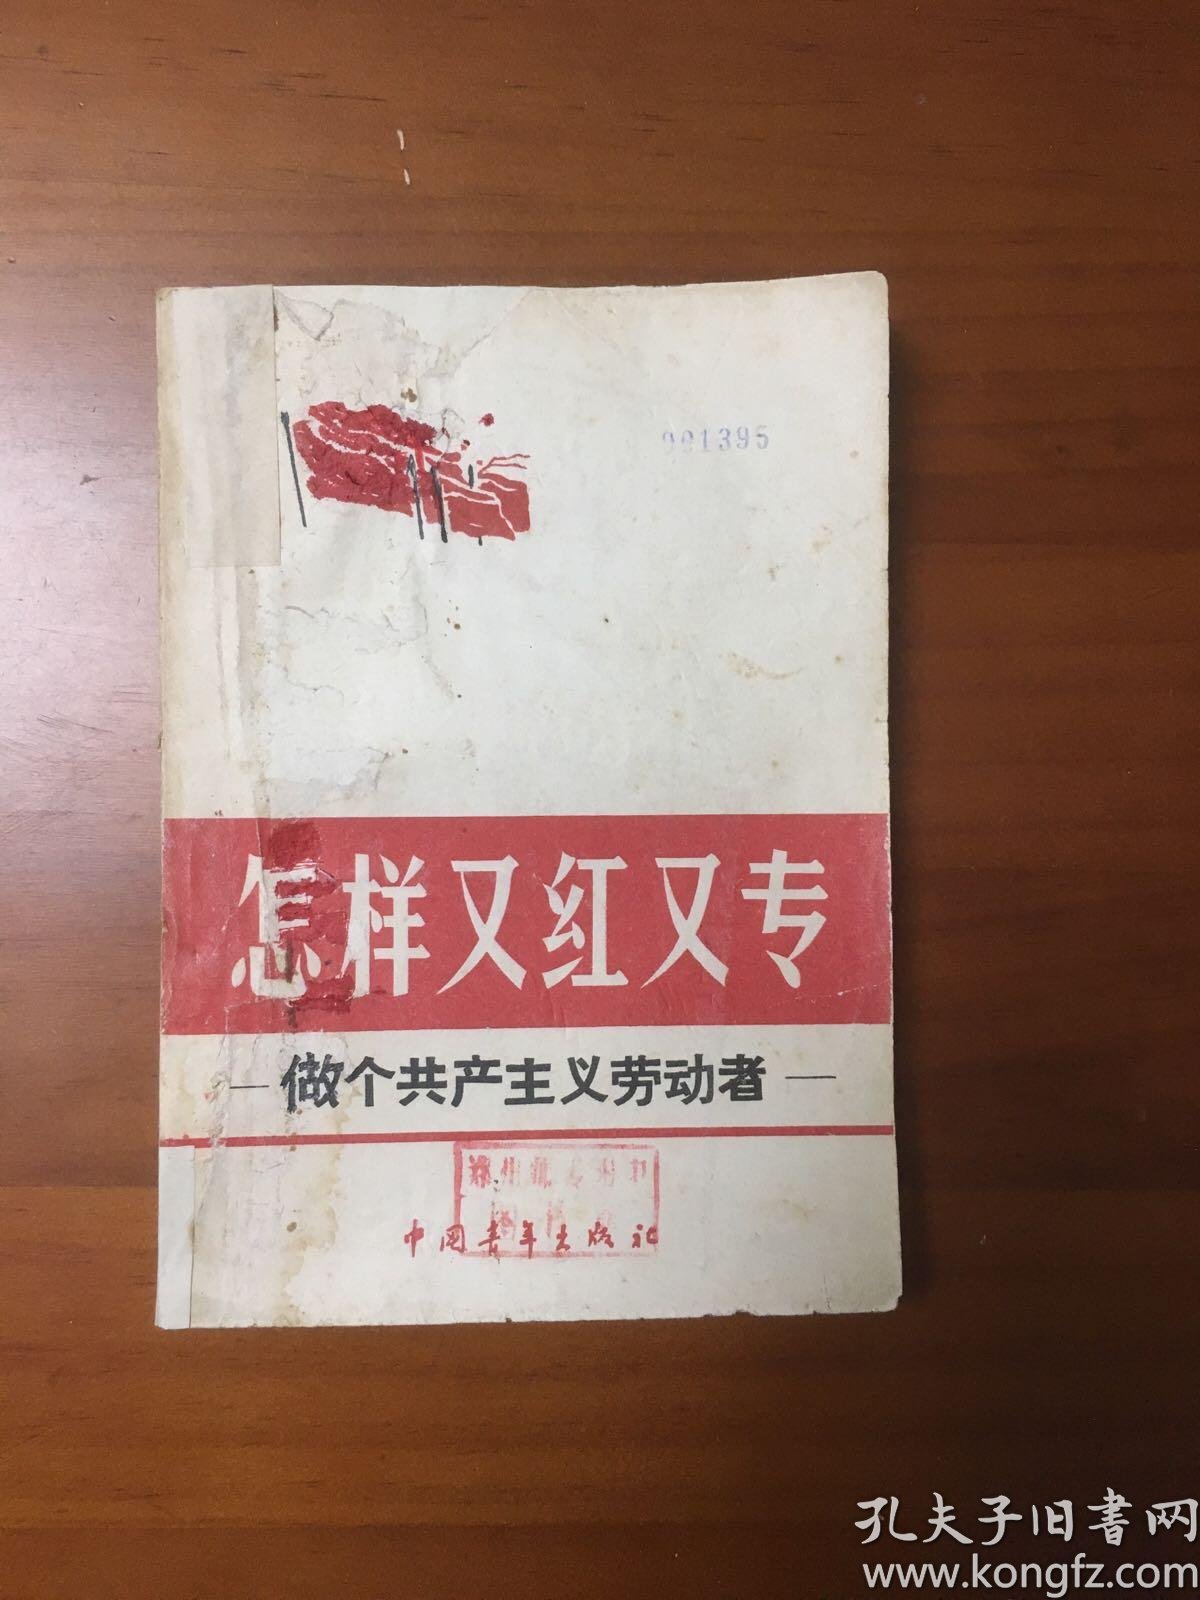 001395
怎样又红又专
— 做个共产主义劳动者 —
中国青年出版社
孔夫子旧書网
www.kongfz.com